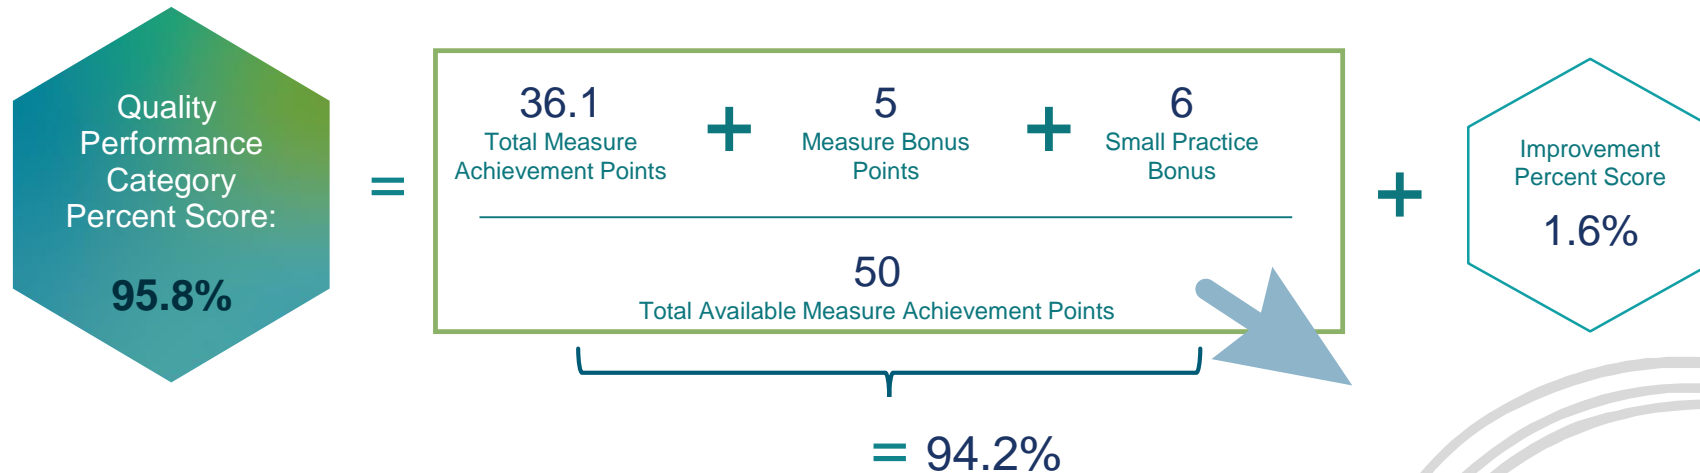 Quality
Performance
Category
Percent Score:
95.8%
=
36.1
Total Measure
Achievement Points
+
5
Measure Bonus
Points
+
6
Small Practice
Bonus
50
Total Available Measure Achievement Points
= 94.2%
+
Improvement
Percent Score
1.6%